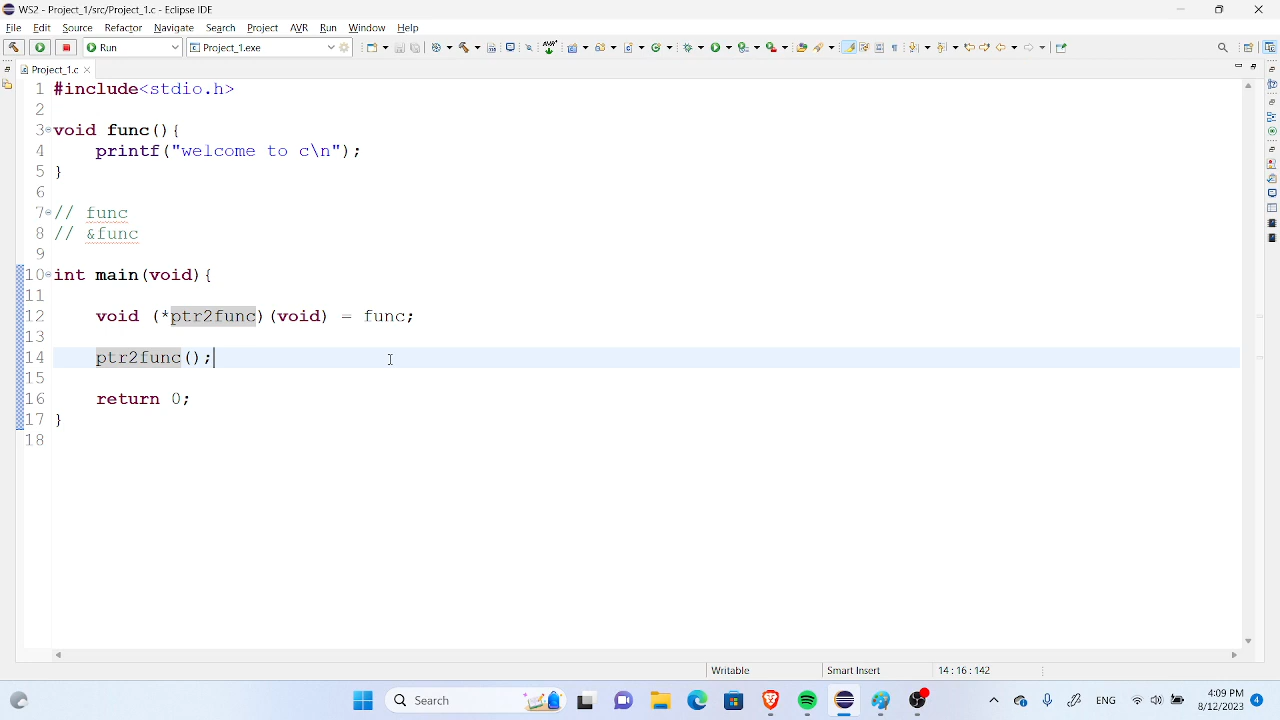 WS2 - Project_1/src/Project_1.c - Eclipse IDE
File Edit Source Refactor Navigate Search Project AVR Run Window Help
Run Project_1.exe
Project_1.c
1 #include<stdio.h>
2
3 void func(){
4 printf("welcome to c\n");
5 }
6
7 // func
8 // &func
9
10 int main(void){
11
12 void (*ptr2func)(void) = func;
13
14 ptr2func();
15
16 return 0;
17 }
18
Writable Smart Insert 14 : 16 : 142
Search ENG 4:09 PM
8/12/2023 4